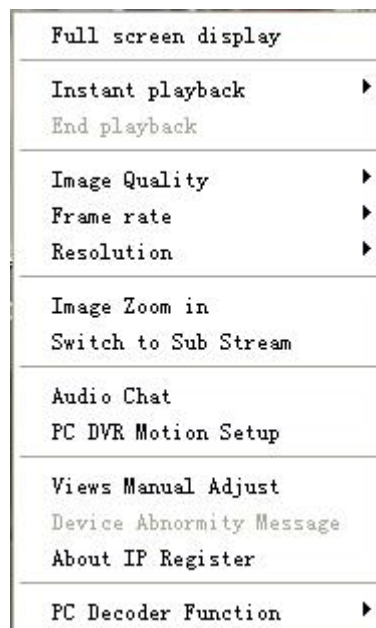 Full screen display
Instant playback
End playback
Image Quality
Frame rate
Resolution
Image Zoom in
Switch to Sub Stream
Audio Chat
PC DVR Motion Setup
Views Manual Adjust
Device Abnormity Message
About IP Register
PC Decoder Function